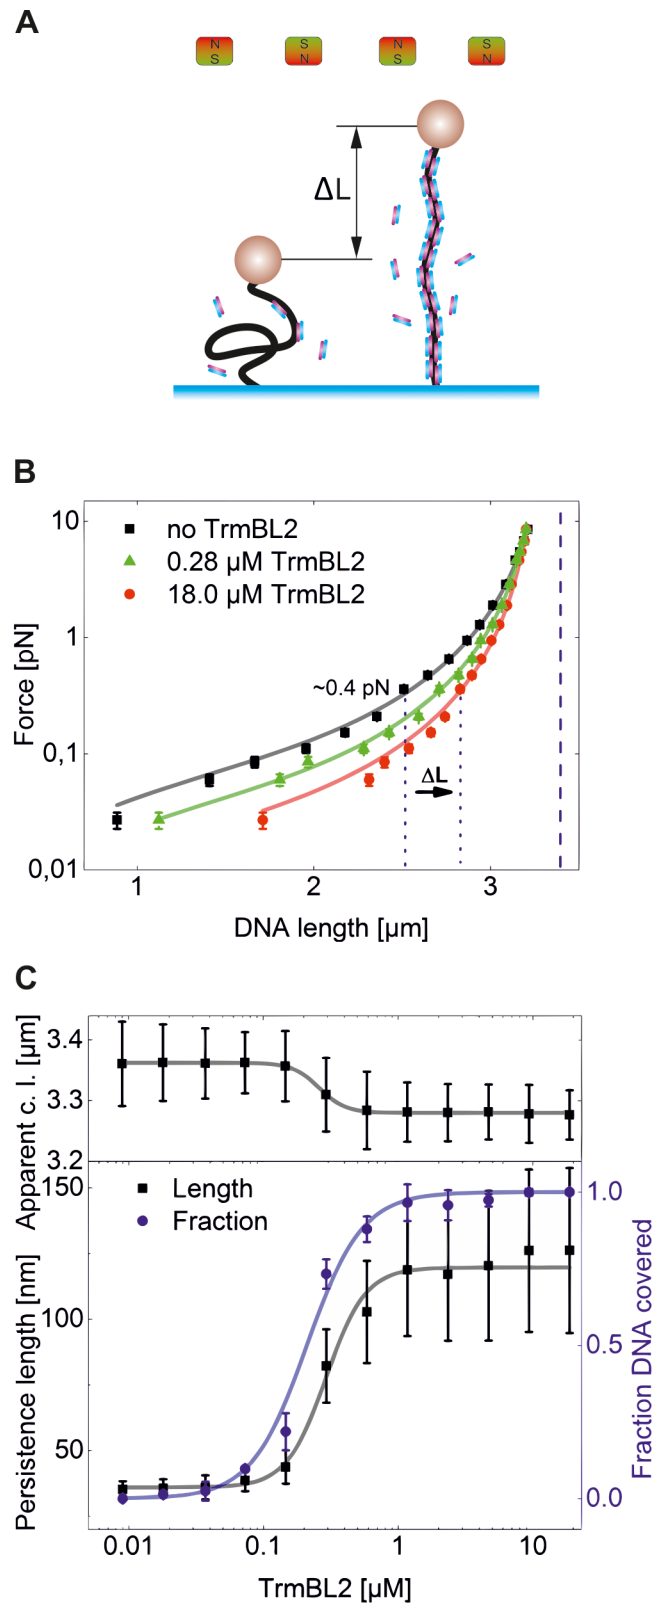 A
N S N S
S N S N
ΔL
B
10
1
0,1
0,01
Force [pN]
no TrmBL2
0.28 µM TrmBL2
18.0 µM TrmBL2
~0.4 pN
ΔL
1 2 3
DNA length [µm]
C
Apparent c. l. [µm]
3.4
3.3
3.2
Length
Fraction
Persistence length [nm]
150
100
50
1.0
0.5
0.0
Fraction DNA covered
0.01 0.1 1 10
TrmBL2 [µM]